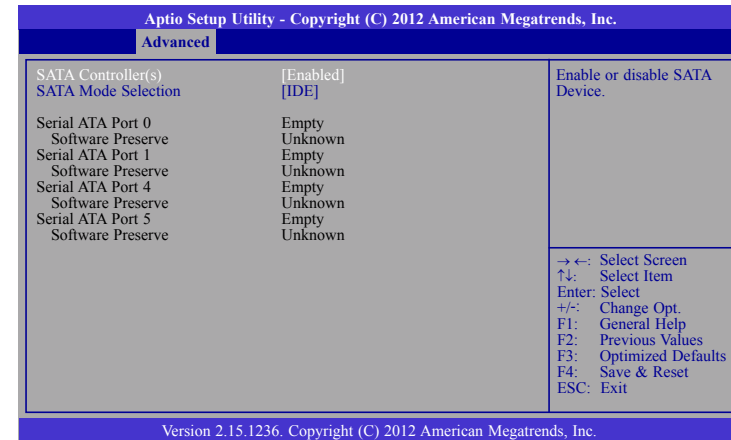 Aptio Setup Utility - Copyright (C) 2012 American Megatrends, Inc.
Advanced
SATA Controller(s) [Enabled]
SATA Mode Selection [IDE]
Serial ATA Port 0 Empty
Software Preserve Unknown
Serial ATA Port 1 Empty
Software Preserve Unknown
Serial ATA Port 4 Empty
Software Preserve Unknown
Serial ATA Port 5 Empty
Software Preserve Unknown
Enable or disable SATA
Device.
→←: Select Screen
↑↓: Select Item
Enter: Select
+/-: Change Opt.
F1: General Help
F2: Previous Values
F3: Optimized Defaults
F4: Save & Reset
ESC: Exit
Version 2.15.1236. Copyright (C) 2012 American Megatrends, Inc.